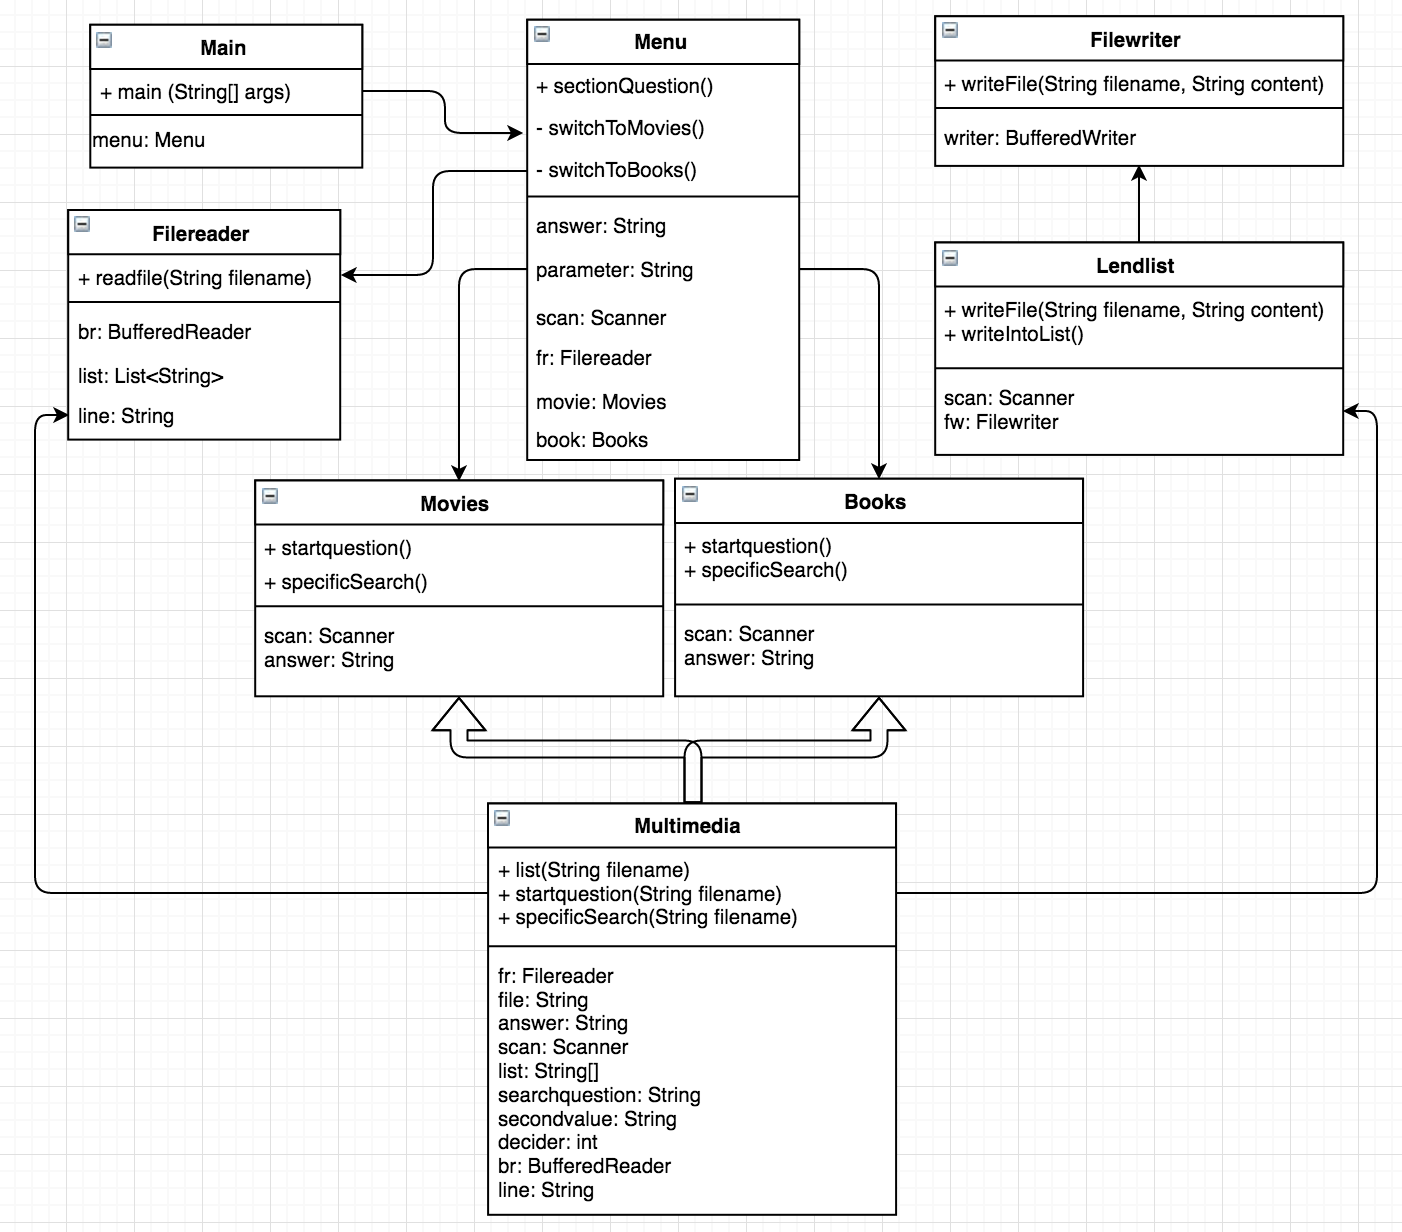 Main
+ main (String[] args)
menu: Menu
Menu
+ sectionQuestion()
- switchToMovies()
- switchToBooks()
answer: String
parameter: String
scan: Scanner
fr: Filereader
movie: Movies
book: Books
Filewriter
+ writeFile(String filename, String content)
writer: BufferedWriter
Filereader
+ readfile(String filename)
br: BufferedReader
list: List<String>
line: String
Lendlist
+ writeFile(String filename, String content)
+ writeIntoList()
scan: Scanner
fw: Filewriter
Movies
+ startquestion()
+ specificSearch()
scan: Scanner
answer: String
Books
+ startquestion()
+ specificSearch()
scan: Scanner
answer: String
Multimedia
+ list(String filename)
+ startquestion(String filename)
+ specificSearch(String filename)
fr: Filereader
file: String
answer: String
scan: Scanner
list: String[]
searchquestion: String
secondvalue: String
decider: int
br: BufferedReader
line: String